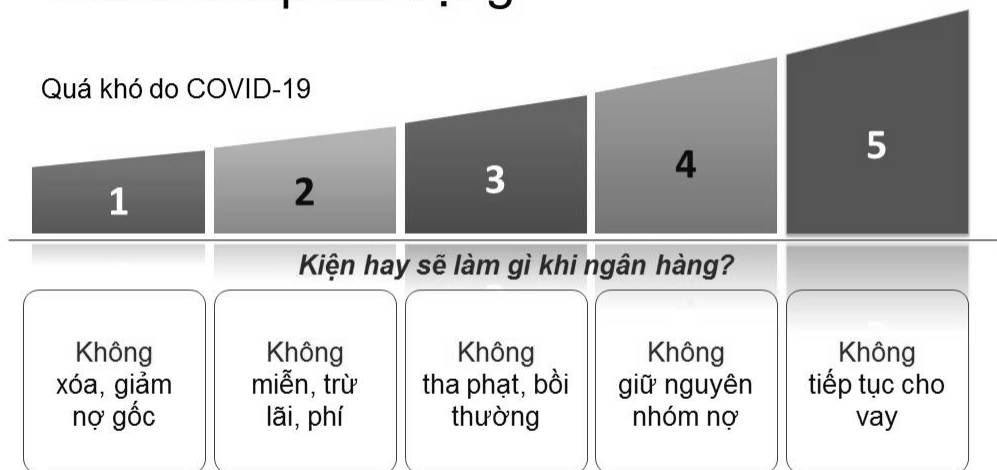 Quá khó do COVID-19
1
2
3
4
5
Kiện hay sẽ làm gì khi ngân hàng?
Không
xóa, giảm
nợ gốc
Không
miễn, trừ
lãi, phí
Không
tha phạt, bồi
thường
Không
giữ nguyên
nhóm nợ
Không
tiếp tục cho
vay